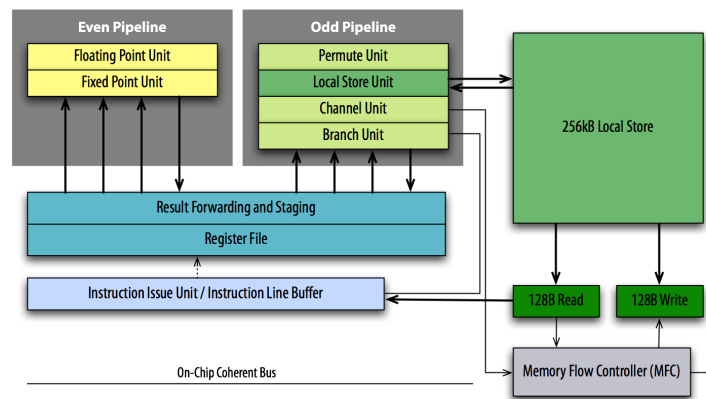 Even Pipeline
Odd Pipeline
Floating Point Unit
Fixed Point Unit
Permute Unit
Local Store Unit
Channel Unit
Branch Unit
256kB Local Store
Result Forwarding and Staging
Register File
Instruction Issue Unit / Instruction Line Buffer
128B Read
128B Write
Memory Flow Controller (MFC)
On-Chip Coherent Bus